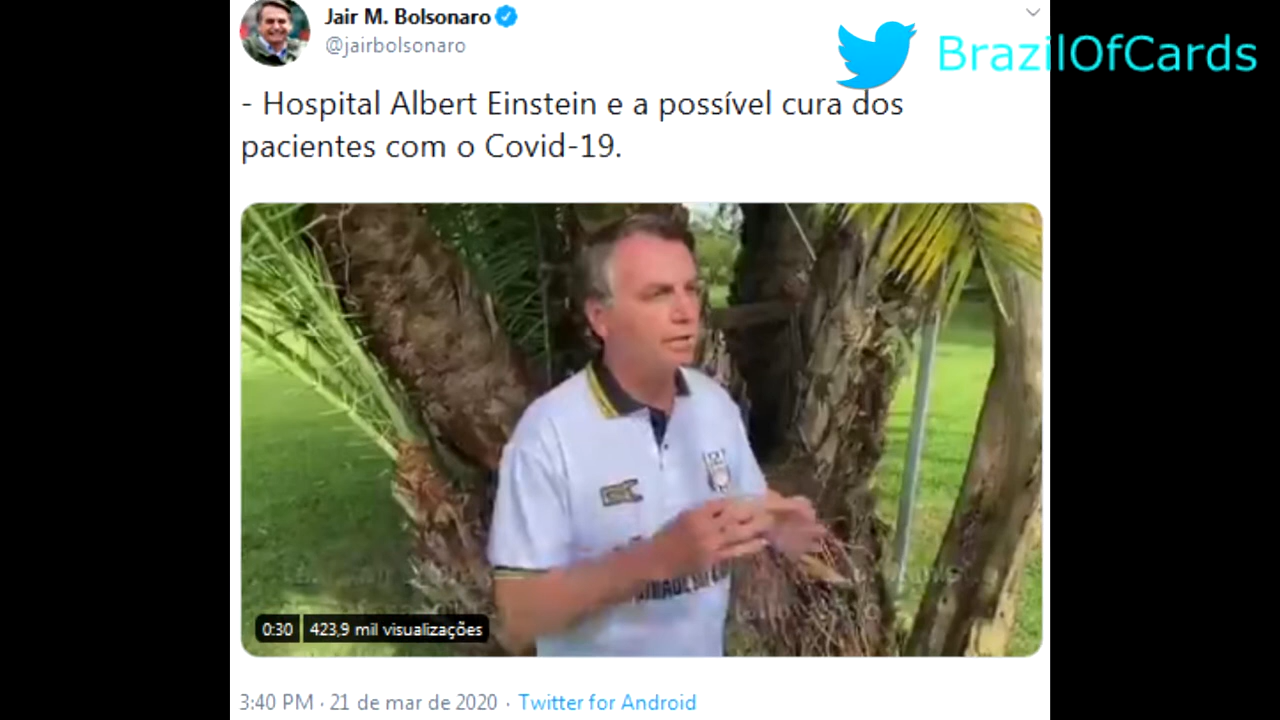 Jair M. Bolsonaro
@jairbolsonaro
BrazilOfCards
- Hospital Albert Einstein e a possível cura dos
pacientes com o Covid-19.
0:30 423,9 mil visualizações
3:40 PM · 21 de mar de 2020 · Twitter for Android